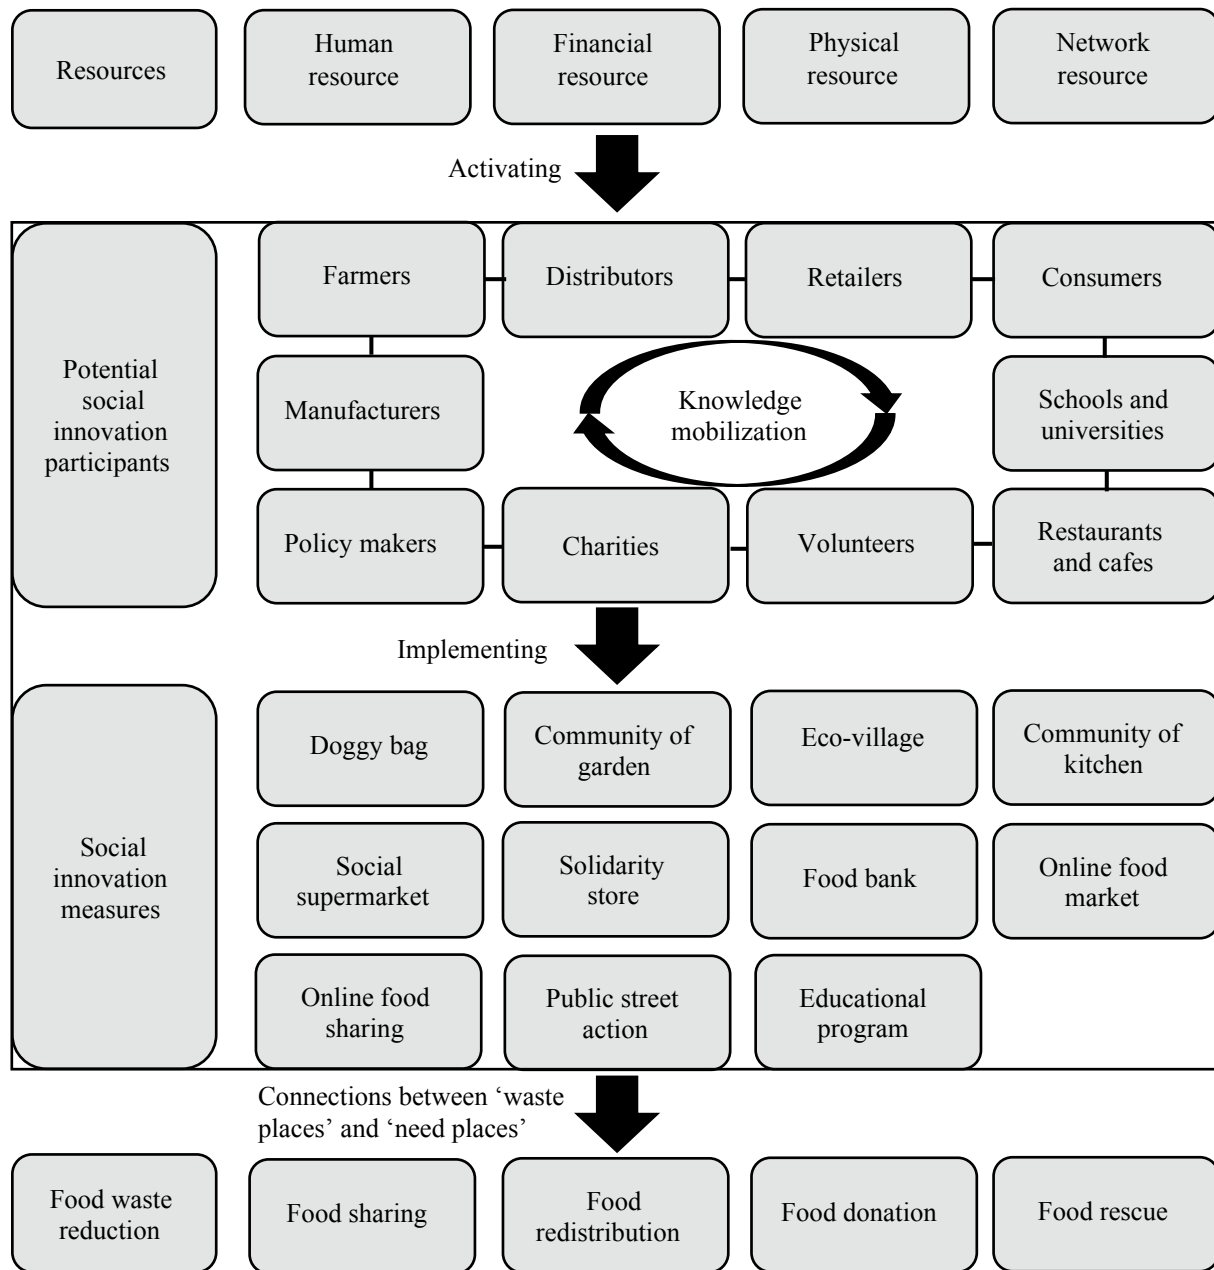 Resources
Human
resource
Financial
resource
Physical
resource
Network
resource
Activating
Potential
social
innovation
participants
Farmers
Distributors
Retailers
Consumers
Manufacturers
Knowledge
mobilization
Schools and
universities
Policy makers
Charities
Volunteers
Restaurants
and cafes
Implementing
Social
innovation
measures
Doggy bag
Community of
garden
Eco-village
Community of
kitchen
Social
supermarket
Solidarity
store
Food bank
Online food
market
Online food
sharing
Public street
action
Educational
program
Connections between ‘waste
places’ and ‘need places’
Food waste
reduction
Food sharing
Food
redistribution
Food donation
Food rescue